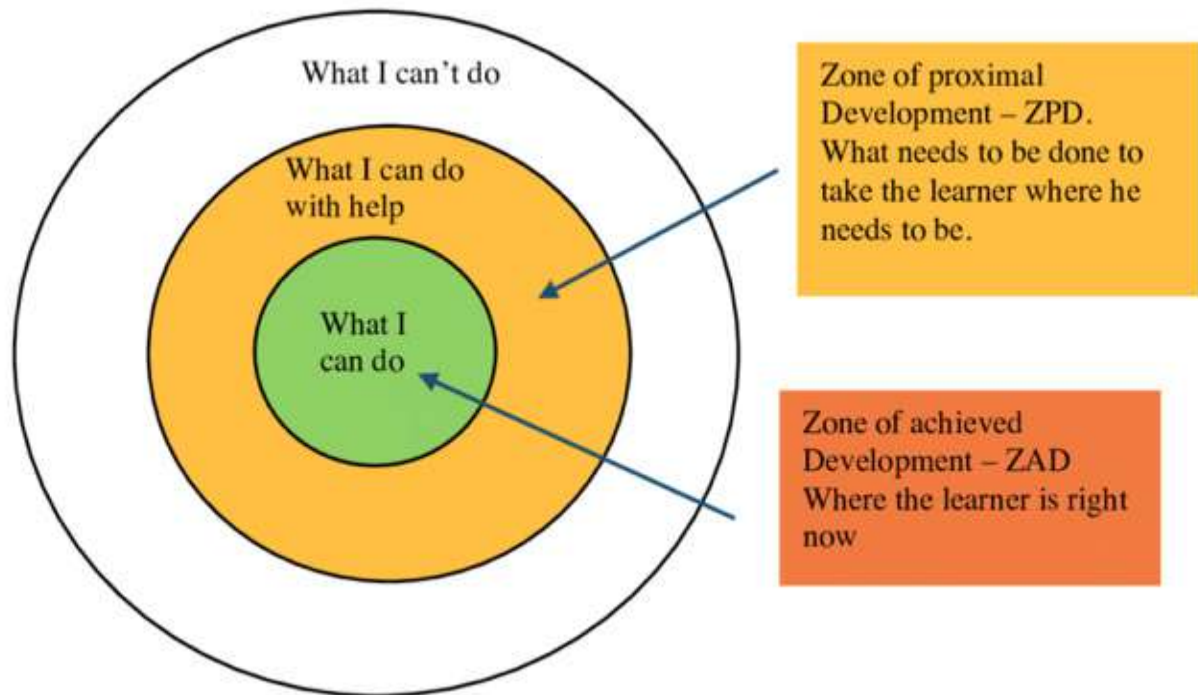 What I can't do
What I can do
with help
What I
can do
Zone of proximal
Development – ZPD.
What needs to be done to
take the learner where he
needs to be.
Zone of achieved
Development – ZAD
Where the learner is right
now